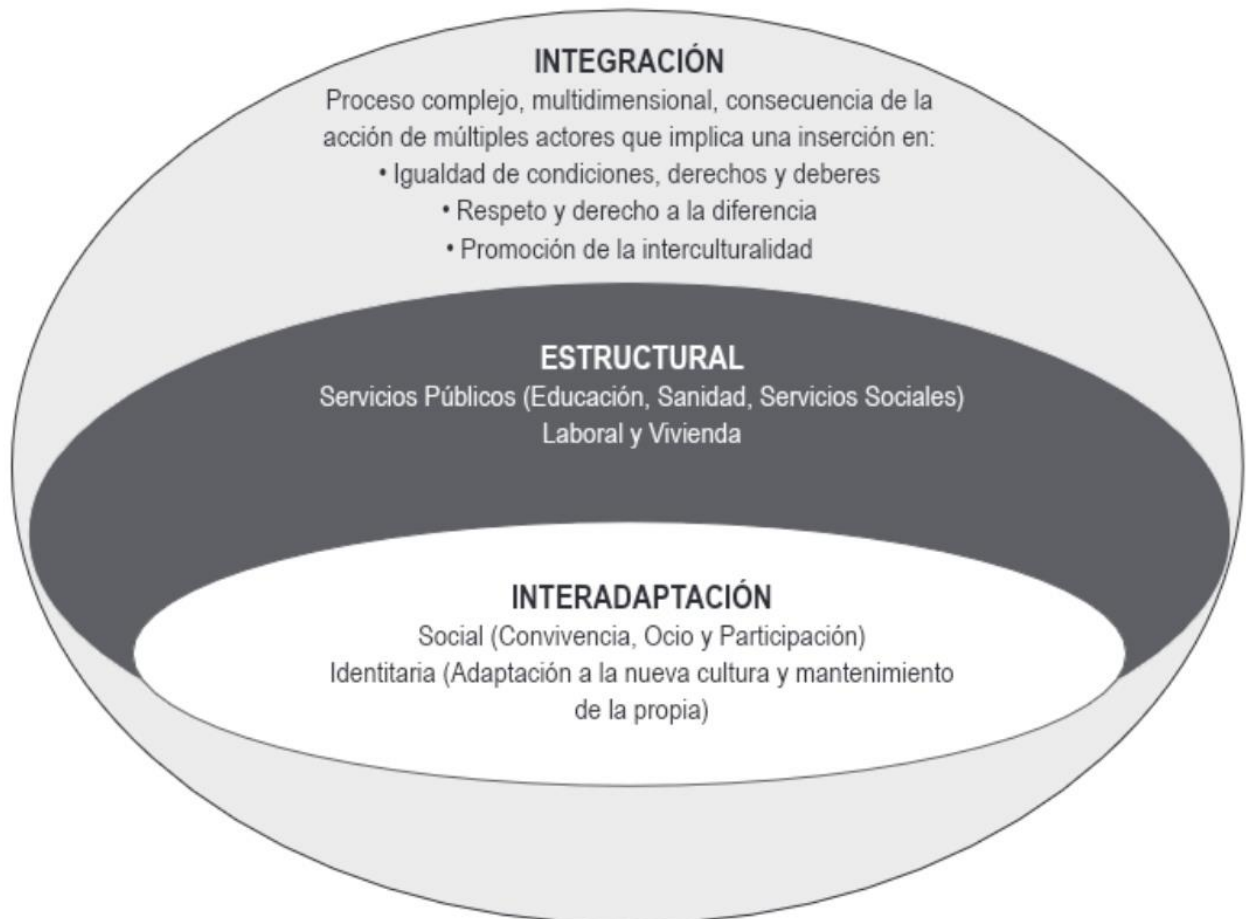 INTEGRACIÓN
Proceso complejo, multidimensional, consecuencia de la
acción de múltiples actores que implica una inserción en:
• Igualdad de condiciones, derechos y deberes
• Respeto y derecho a la diferencia
• Promoción de la interculturalidad
ESTRUCTURAL
Servicios Públicos (Educación, Sanidad, Servicios Sociales)
Laboral y Vivienda
INTERADAPTACIÓN
Social (Convivencia, Ocio y Participación)
Identitaria (Adaptación a la nueva cultura y mantenimiento
de la propia)